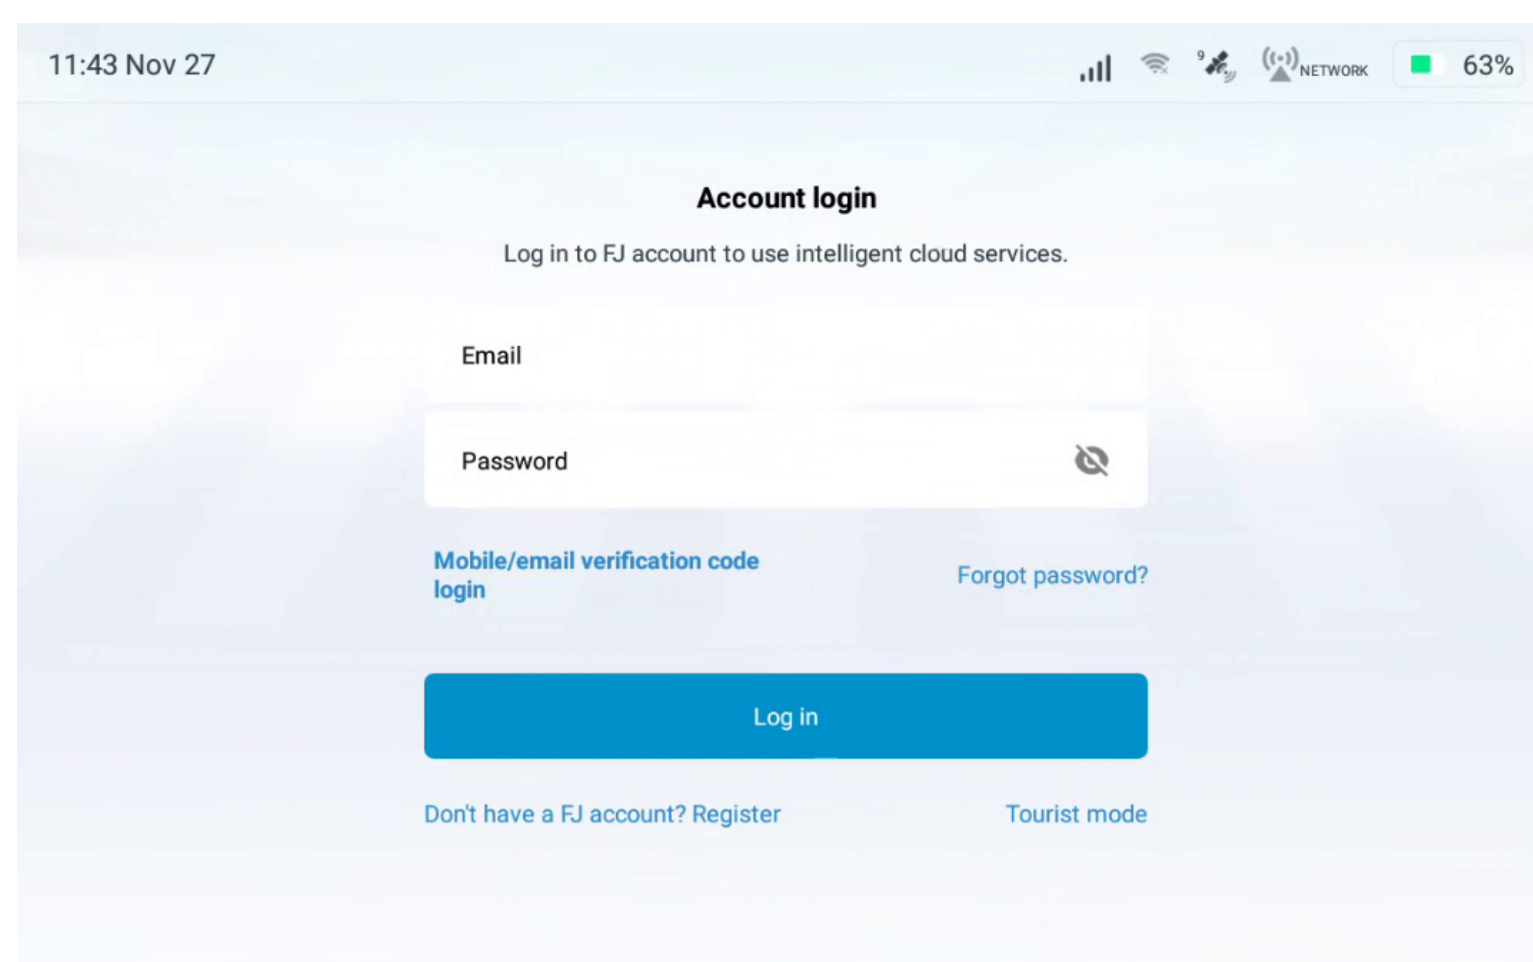 11:43 Nov 27
9
NETWORK
63%
Account login
Log in to FJ account to use intelligent cloud services.
Email
Password
Mobile/email verification code
login
Forgot password?
Log in
Don't have a FJ account? Register
Tourist mode